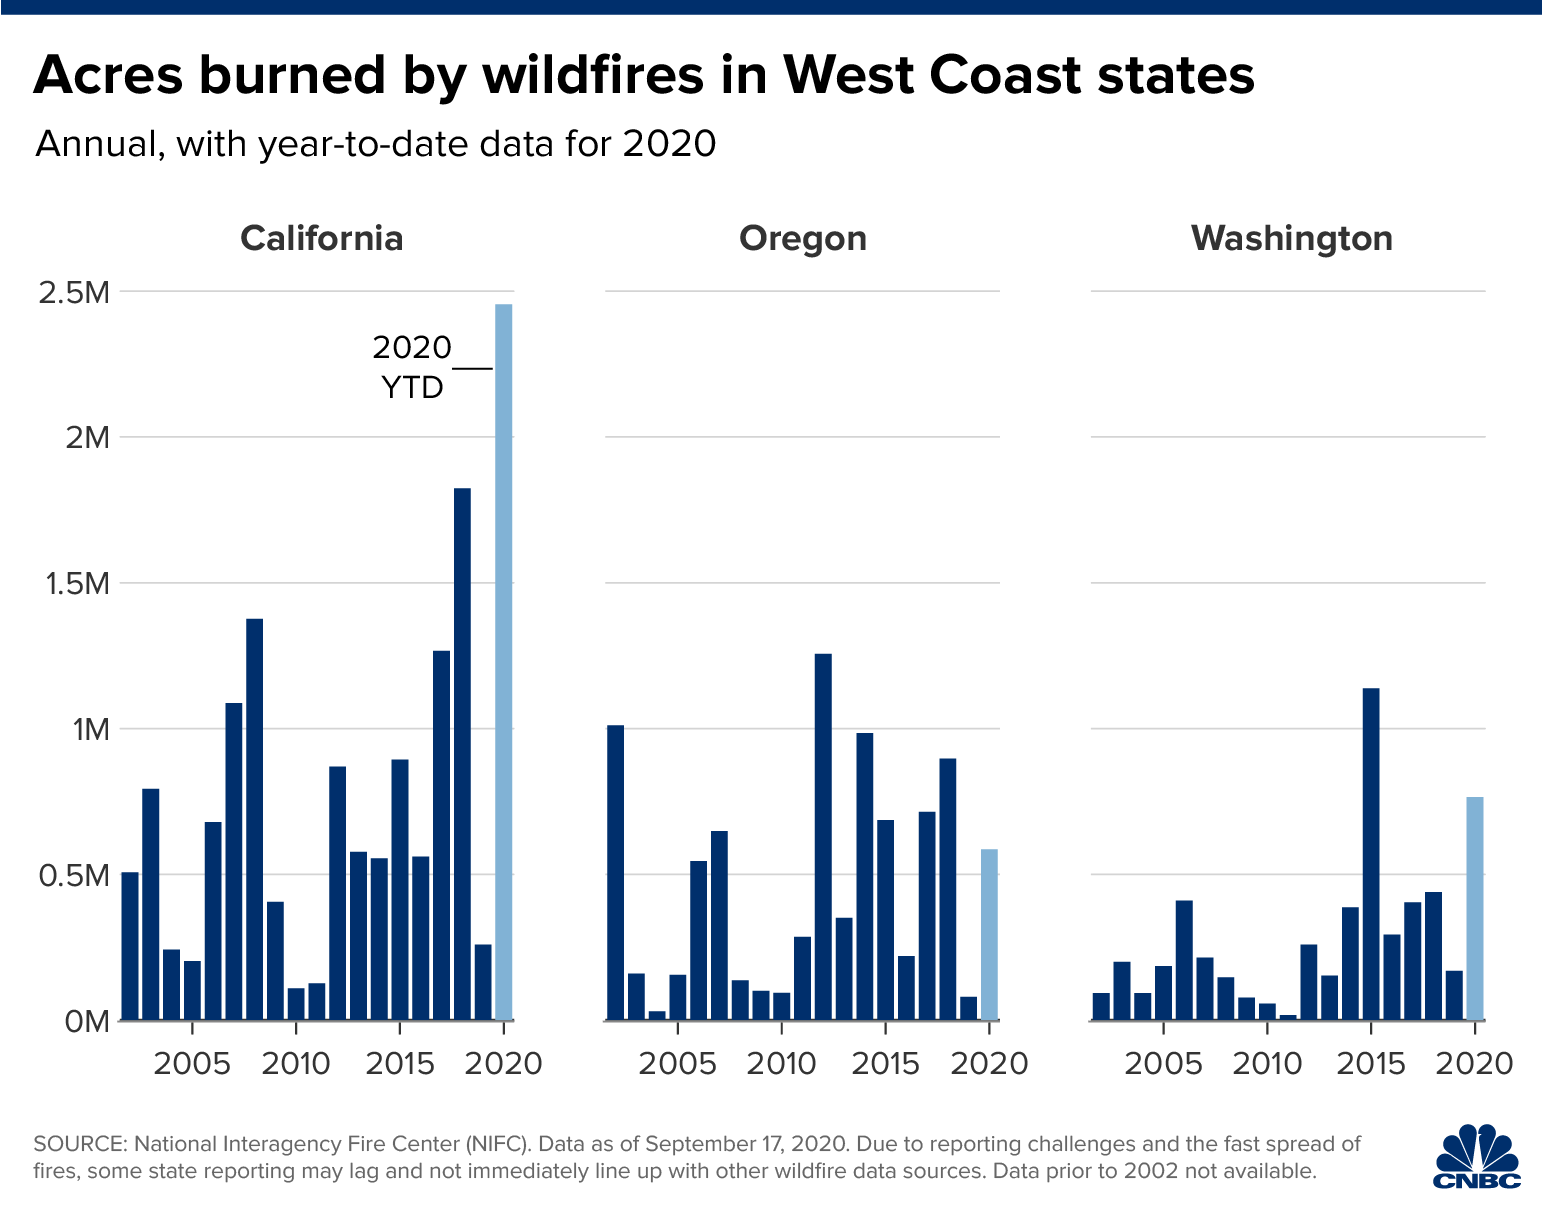 Acres burned by wildfires in West Coast states
Annual, with year-to-date data for 2020
California
Oregon
Washington
2.5M
2M
1.5M
1M
0.5M
0M
2020
YTD
2005 2010 2015 2020
2005 2010 2015 2020
2005 2010 2015 2020
SOURCE: National Interagency Fire Center (NIFC). Data as of September 17, 2020. Due to reporting challenges and the fast spread of
fires, some state reporting may lag and not immediately line up with other wildfire data sources. Data prior to 2002 not available.
CNBC